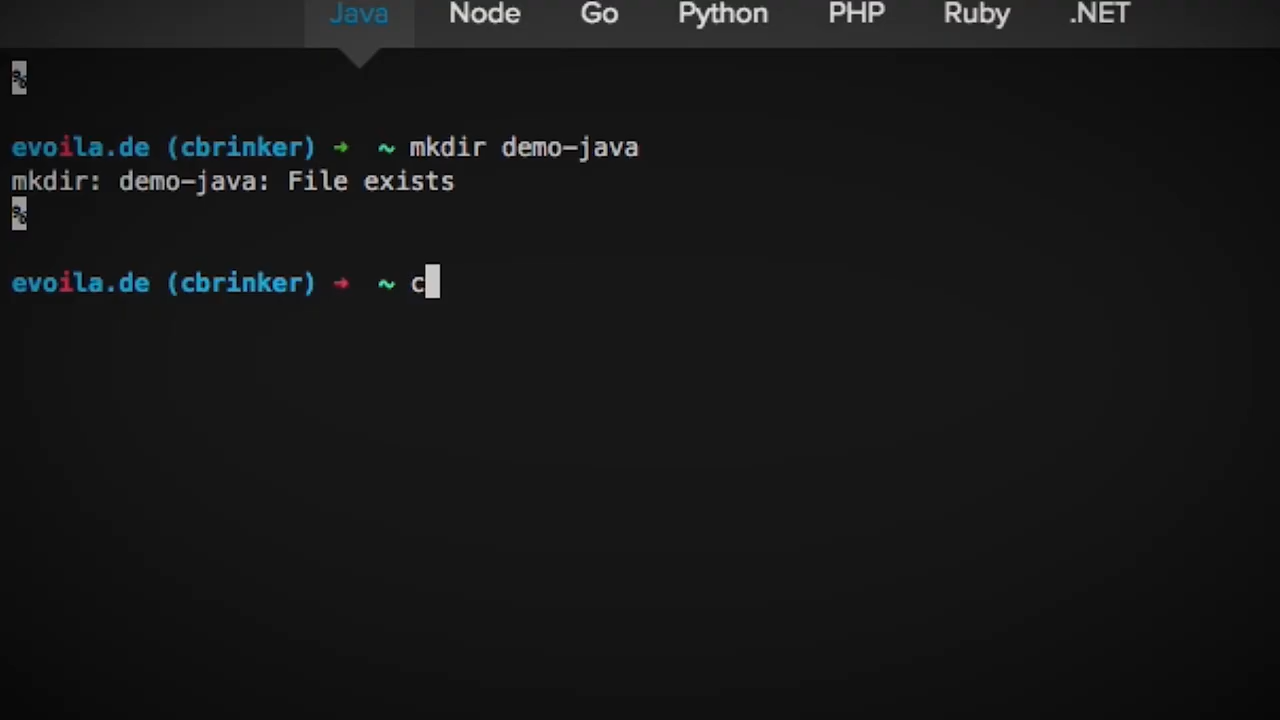 Java Node Go Python PHP Ruby .NET
%
evoila.de (cbrinker) ➜ ~ mkdir demo-java
mkdir: demo-java: File exists
%
evoila.de (cbrinker) ➜ ~ c